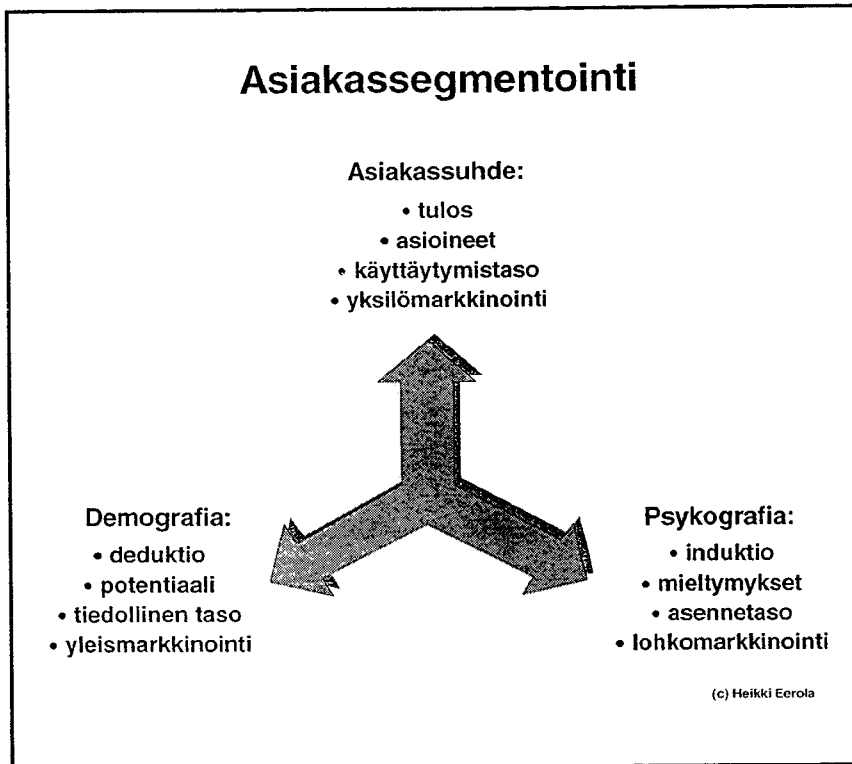 Asiakassegmentointi
Asiakassuhde:
• tulos
• asioineet
• käyttäytymistaso
• yksilömarkkinointi
Demografia:
• deduktio
• potentiaali
• tiedollinen taso
• yleismarkkinointi
Psykografia:
• induktio
• mieltymykset
• asennetaso
• lohkomarkkinointi
(c) Heikki Eerola